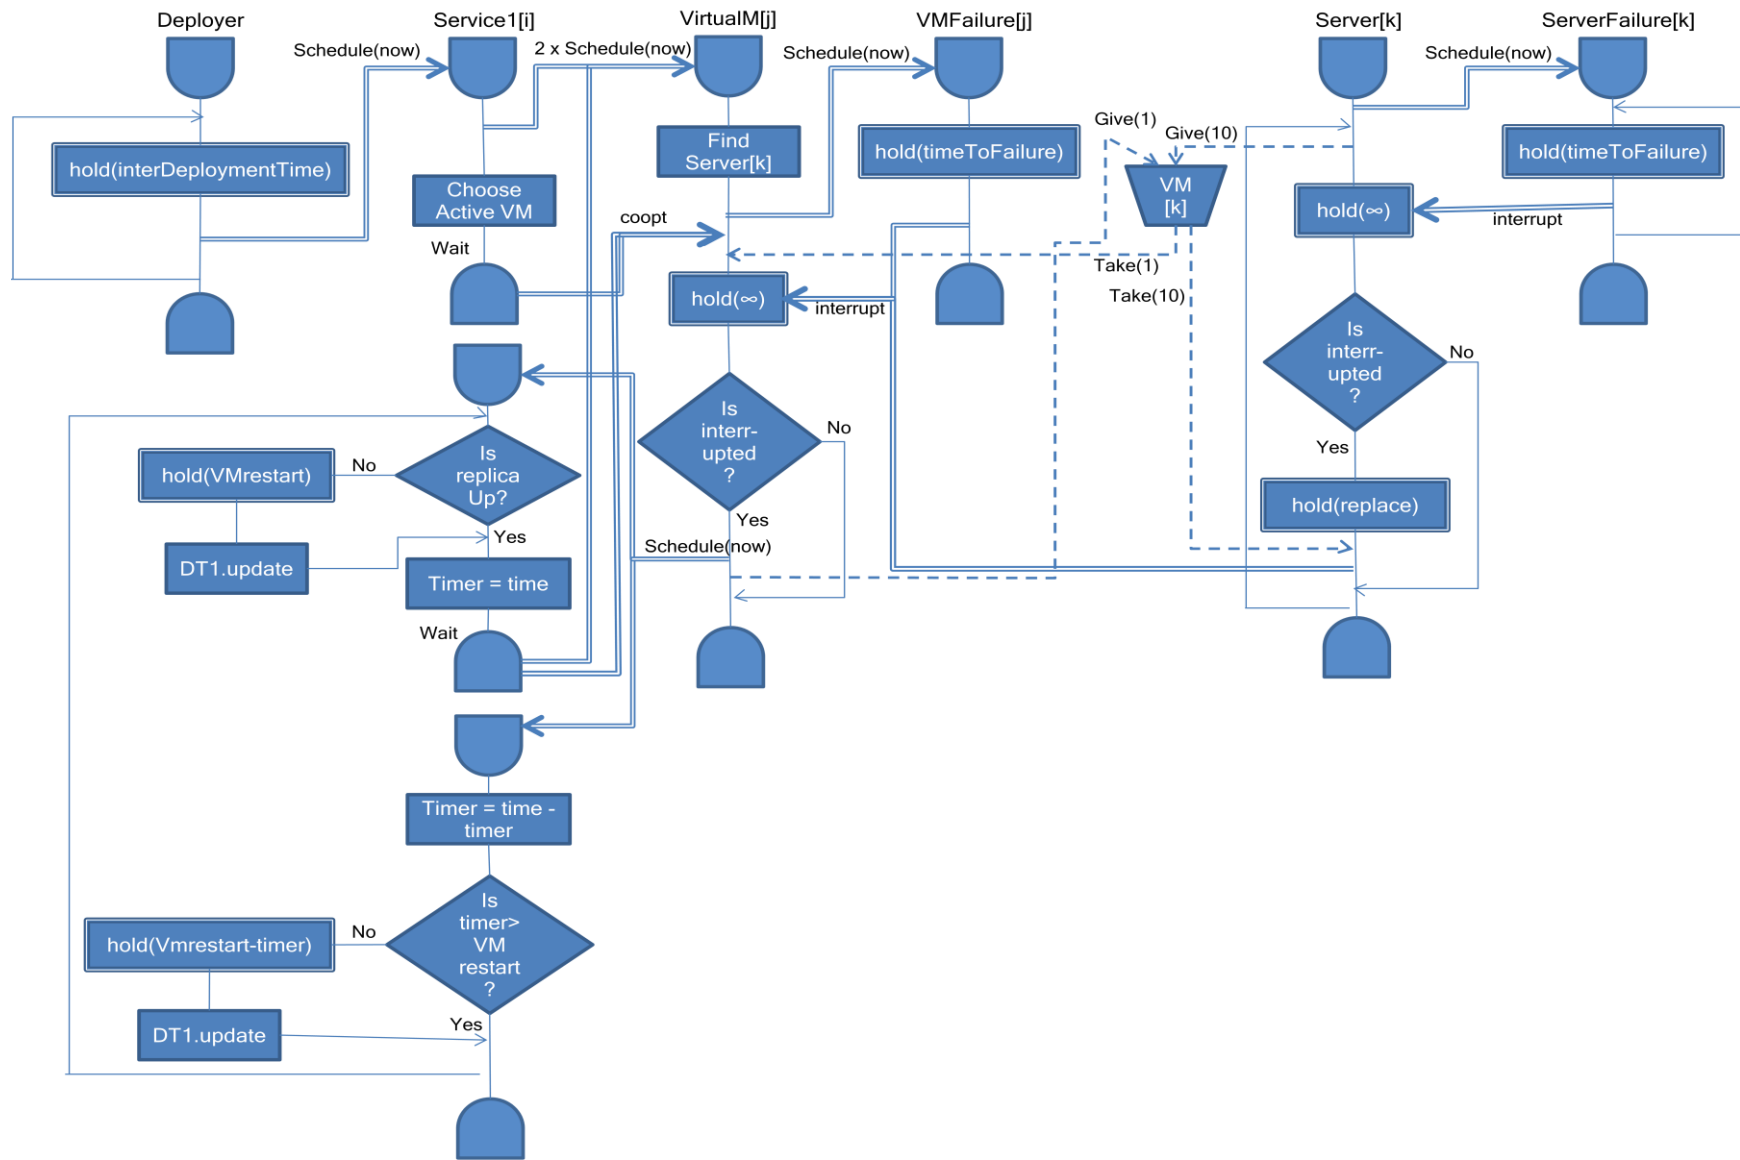 Deployer
Service1[i]
VirtualM[j]
VMFailure[j]
Server[k]
ServerFailure[k]
Schedule(now)
2 x Schedule(now)
Schedule(now)
Schedule(now)
hold(interDeploymentTime)
Choose
Active VM
Wait
Find
Server[k]
hold(timeToFailure)
Give(1)
Give(10)
VM
[k]
hold(timeToFailure)
hold(∞)
interrupt
coopt
Take(1)
Take(10)
hold(∞)
interrupt
Is
interr-
upted
?
No
Yes
hold(replace)
Is
interr-
upted
?
No
Yes
Schedule(now)
Is
replica
Up?
No
hold(VMrestart)
DT1.update
Yes
Timer = time
Wait
Timer = time -
timer
Is
timer>
VM
restart
?
No
hold(Vmrestart-timer)
DT1.update
Yes